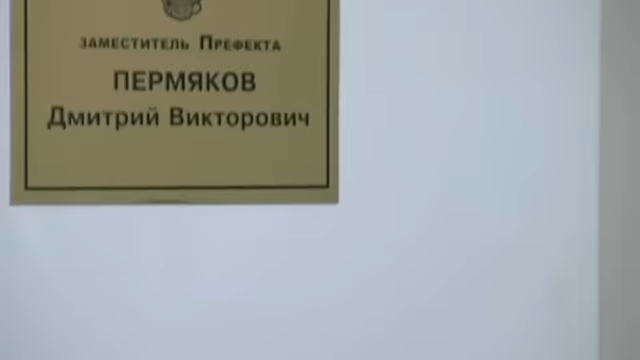 заместитель Префекта
ПЕРМЯКОВ
Дмитрий Викторович